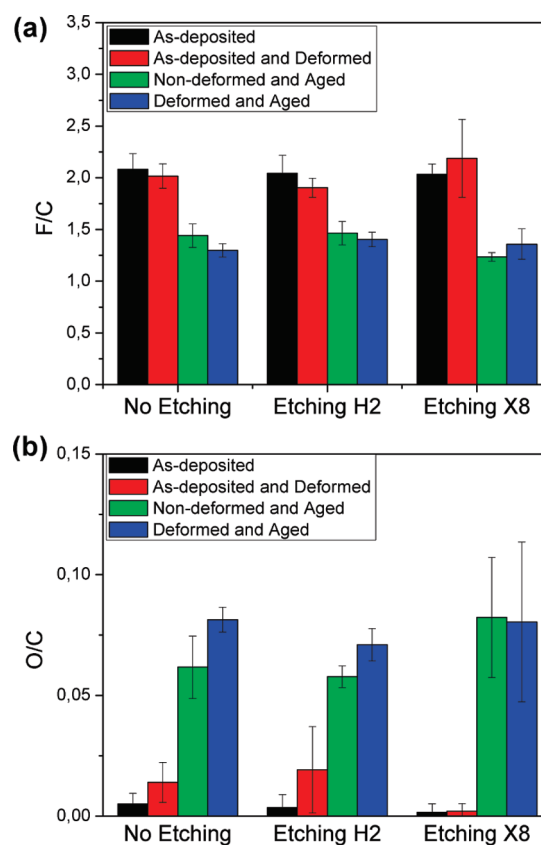 (a)
As-deposited
As-deposited and Deformed
Non-deformed and Aged
Deformed and Aged
3,5
3,0
2,5
2,0
1,5
1,0
0,5
0,0
F/C
No Etching Etching H2 Etching X8
(b)
As-deposited
As-deposited and Deformed
Non-deformed and Aged
Deformed and Aged
0,15
0,10
0,05
0,00
O/C
No Etching Etching H2 Etching X8